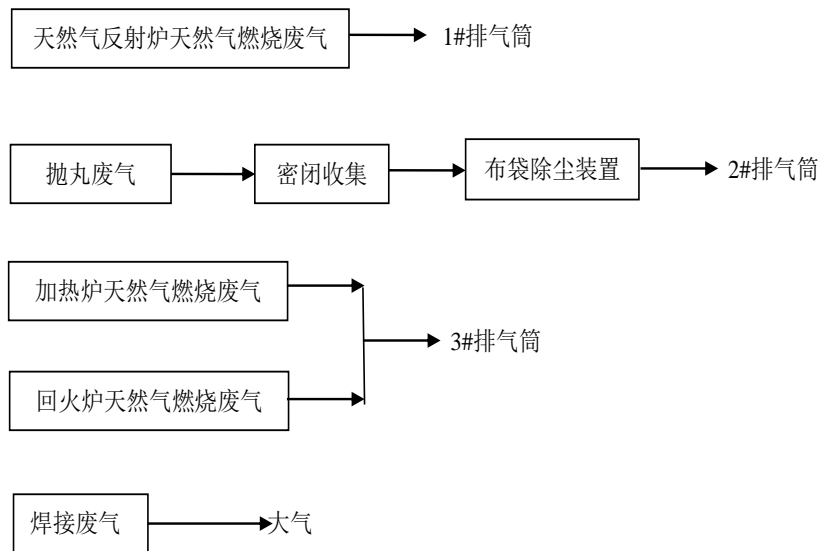 天然气反射炉天然气燃烧废气
1#排气筒
抛丸废气
密闭收集
布袋除尘装置
2#排气筒
加热炉天然气燃烧废气
3#排气筒
回火炉天然气燃烧废气
焊接废气
大气